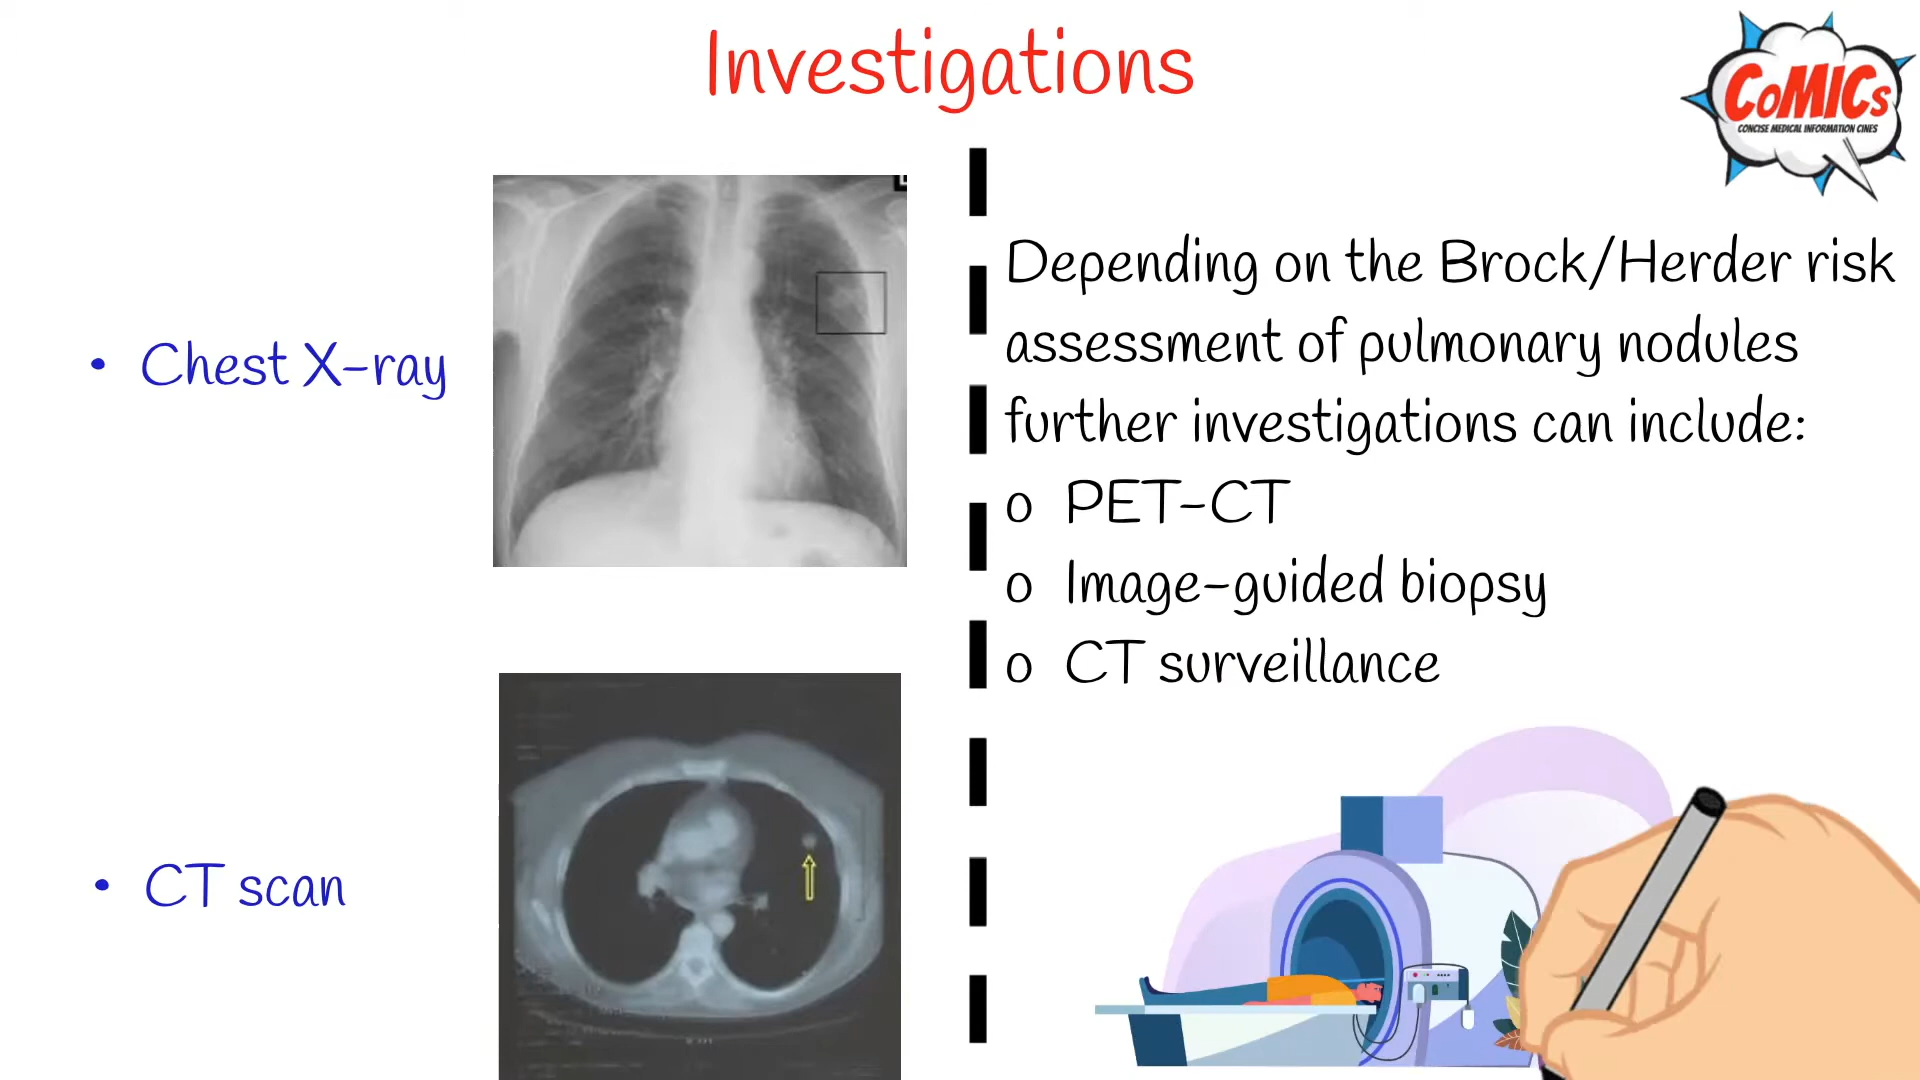 Investigations
CoMICs
CONCISE MEDICAL INFORMATION CINES
• Chest X-ray
• CT scan
Depending on the Brock/Herder risk
assessment of pulmonary nodules
further investigations can include:
o PET-CT
o Image-guided biopsy
o CT surveillance